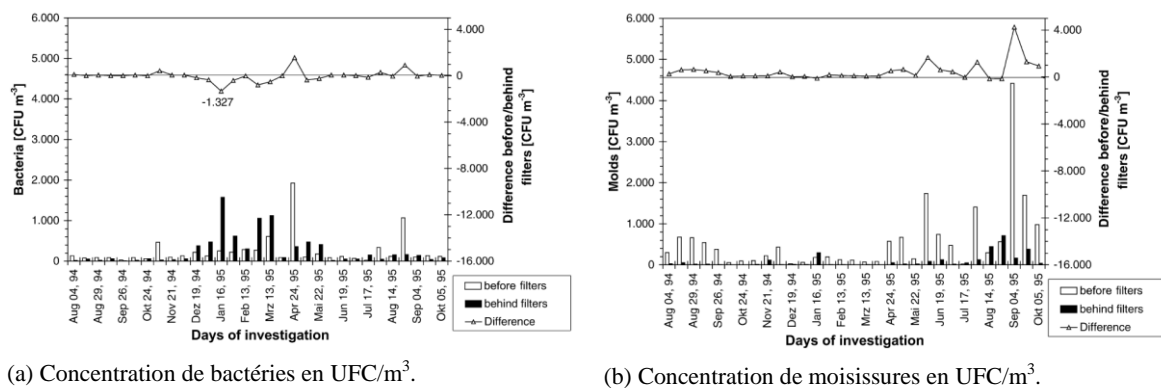 6.000
5.000
4.000
3.000
2.000
1.000
0
Bacteria [CFU m-3]
-1.327
4.000
0
-4.000
-8.000
-12.000
-16.000
Difference before/behind
filters [CFU m-3]
Aug 04, 94
Aug 29, 94
Sep 26, 94
Okt 24, 94
Nov 21, 94
Dez 19, 94
Jan 16, 95
Feb 13, 95
Mrz 13, 95
Apr 24, 95
Mai 22, 95
Jun 19, 95
Jul 17, 95
Aug 14, 95
Sep 04, 95
Okt 05, 95
Days of investigation
before filters
behind filters
Difference
(a) Concentration de bactéries en UFC/m³.
6.000
5.000
4.000
3.000
2.000
1.000
0
Molds [CFU m-3]
4.000
0
-4.000
-8.000
-12.000
-16.000
Difference before/behind
filters [CFU m-3]
Aug 04, 94
Aug 29, 94
Sep 26, 94
Okt 24, 94
Nov 21, 94
Dez 19, 94
Jan 16, 95
Feb 13, 95
Mrz 13, 95
Apr 24, 95
Mai 22, 95
Jun 19, 95
Jul 17, 95
Aug 14, 95
Sep 04, 95
Okt 05, 95
Days of investigation
before filters
behind filters
Difference
(b) Concentration de moisissures en UFC/m³.